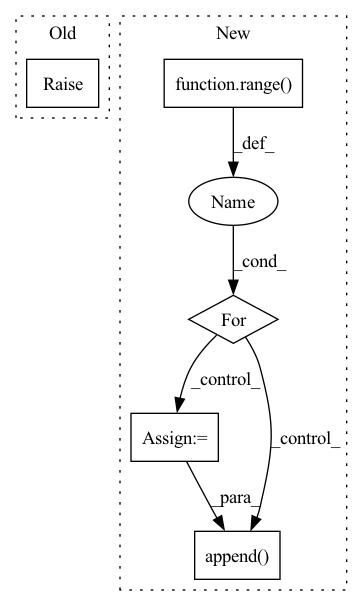 Old
New
Raise
function.range()
_def_
Name
_cond_
For
_control_
_control_
Assign:=
_para_
append()